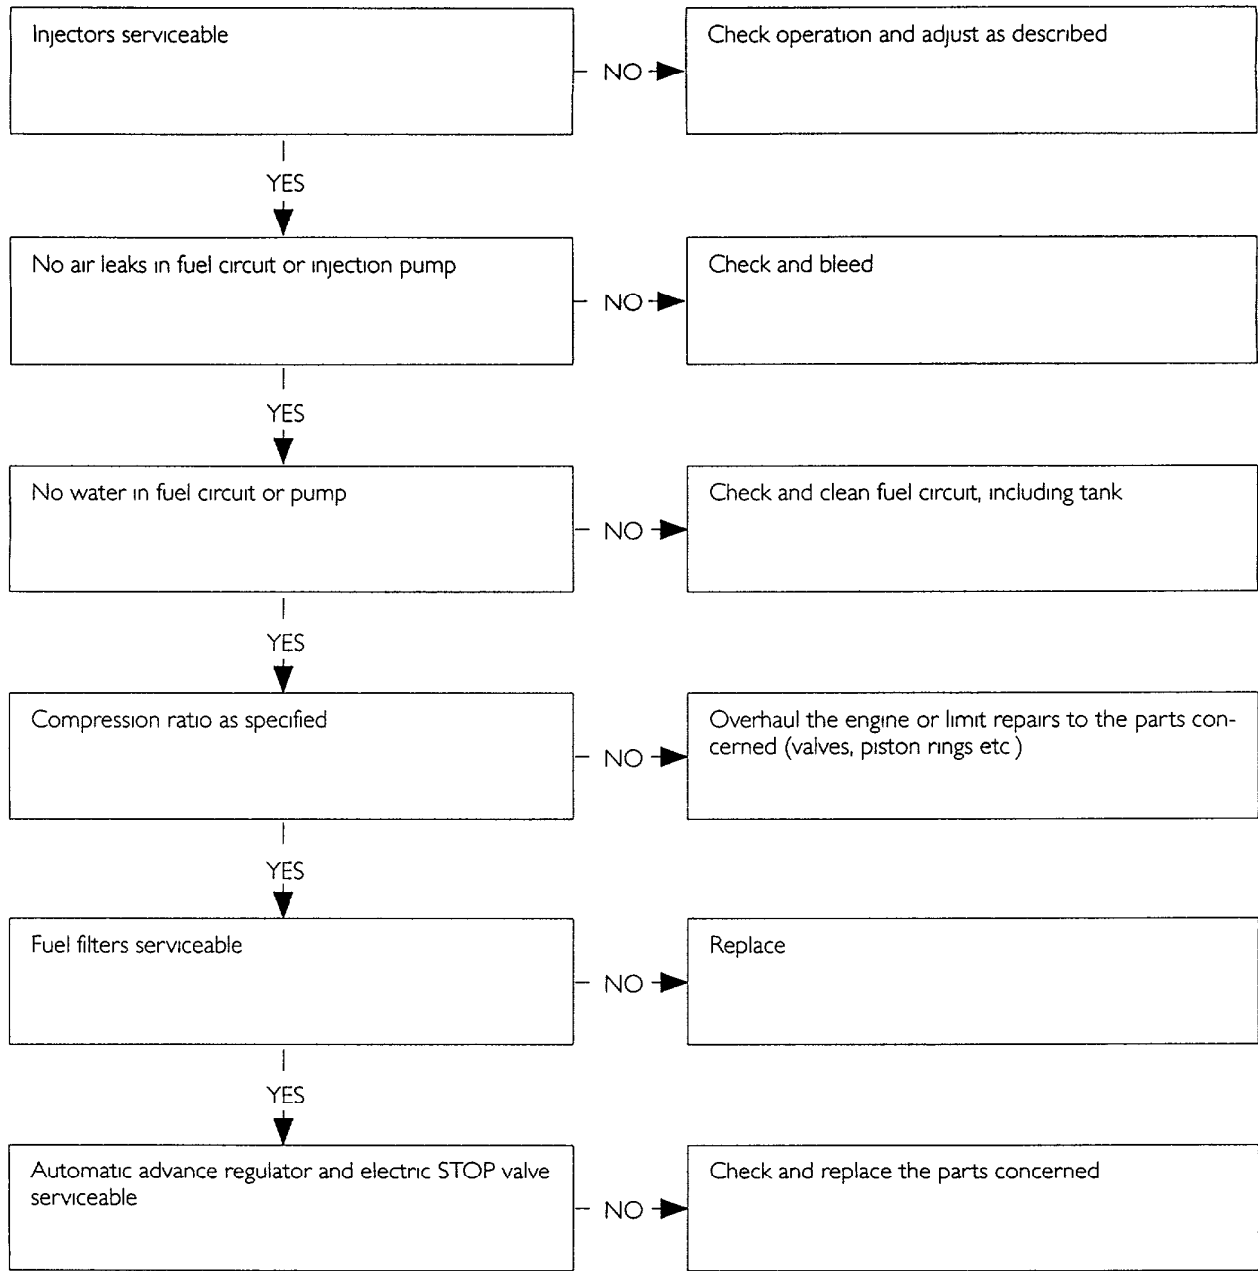 Injectors serviceable
NO
Check operation and adjust as described
YES
No air leaks in fuel circuit or injection pump
NO
Check and bleed
YES
No water in fuel circuit or pump
NO
Check and clean fuel circuit, including tank
YES
Compression ratio as specified
NO
Overhaul the engine or limit repairs to the parts con-
cerned (valves, piston rings etc )
YES
Fuel filters serviceable
NO
Replace
YES
Automatic advance regulator and electric STOP valve
serviceable
NO
Check and replace the parts concerned